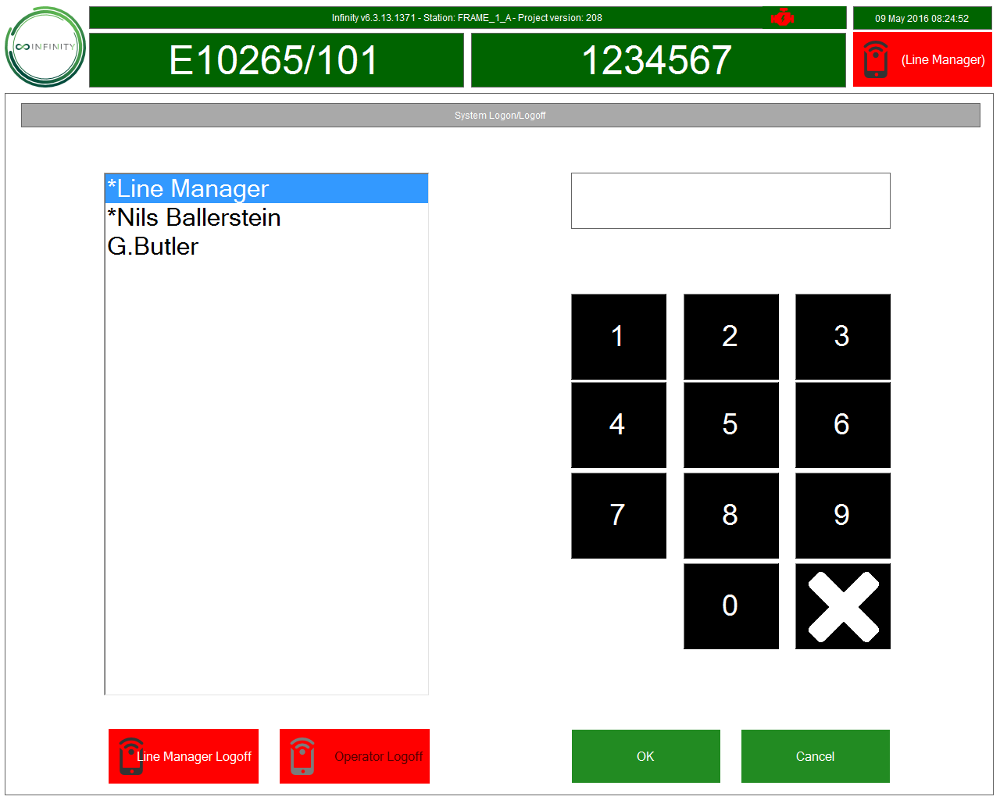 Infinity v6.3.13.1371 - Station: FRAME_1_A - Project version: 208
09 May 2016 08:24:52
INFINITY
E10265/101
1234567
(Line Manager)
System Logon/Logoff
*Line Manager
*Nils Ballerstein
G.Butler
1 2 3
4 5 6
7 8 9
0
Line Manager Logoff
Operator Logoff
OK
Cancel